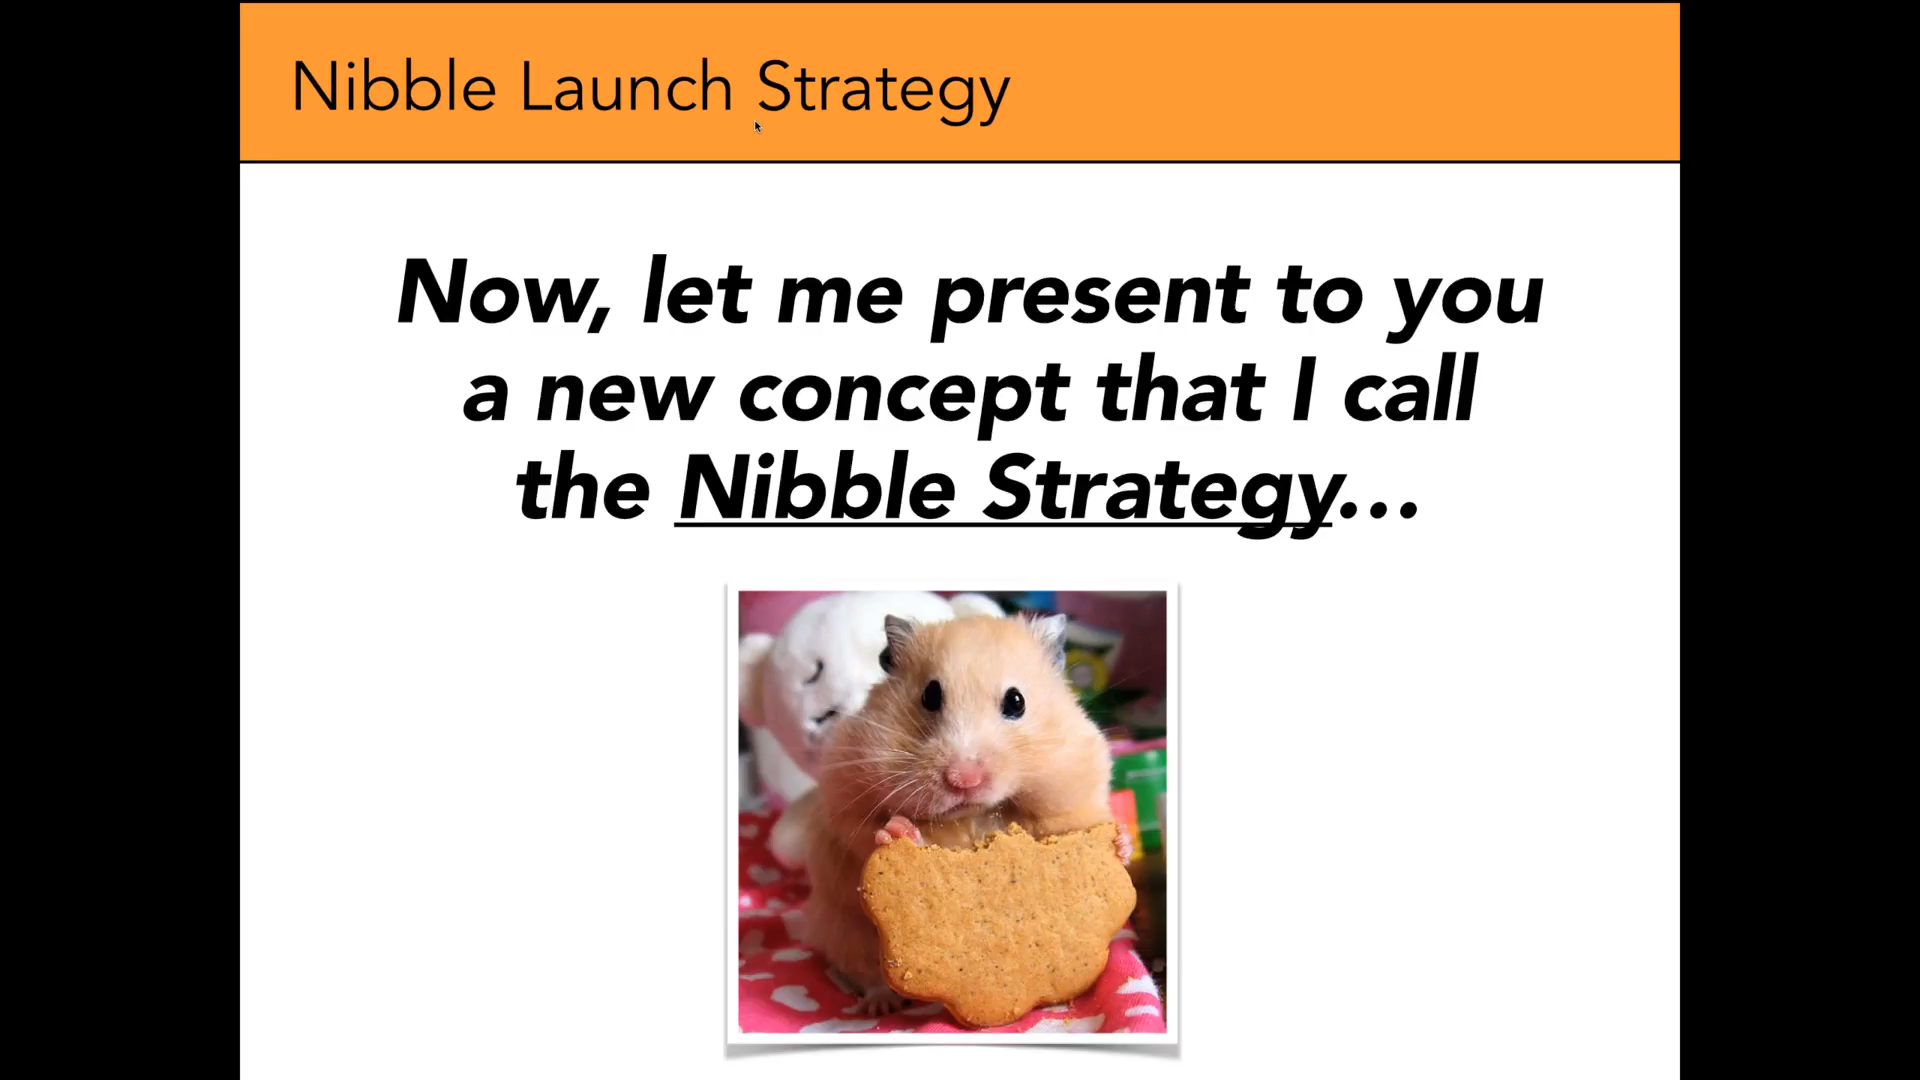 Nibble Launch Strategy
Now, let me present to you
a new concept that I call
the Nibble Strategy...